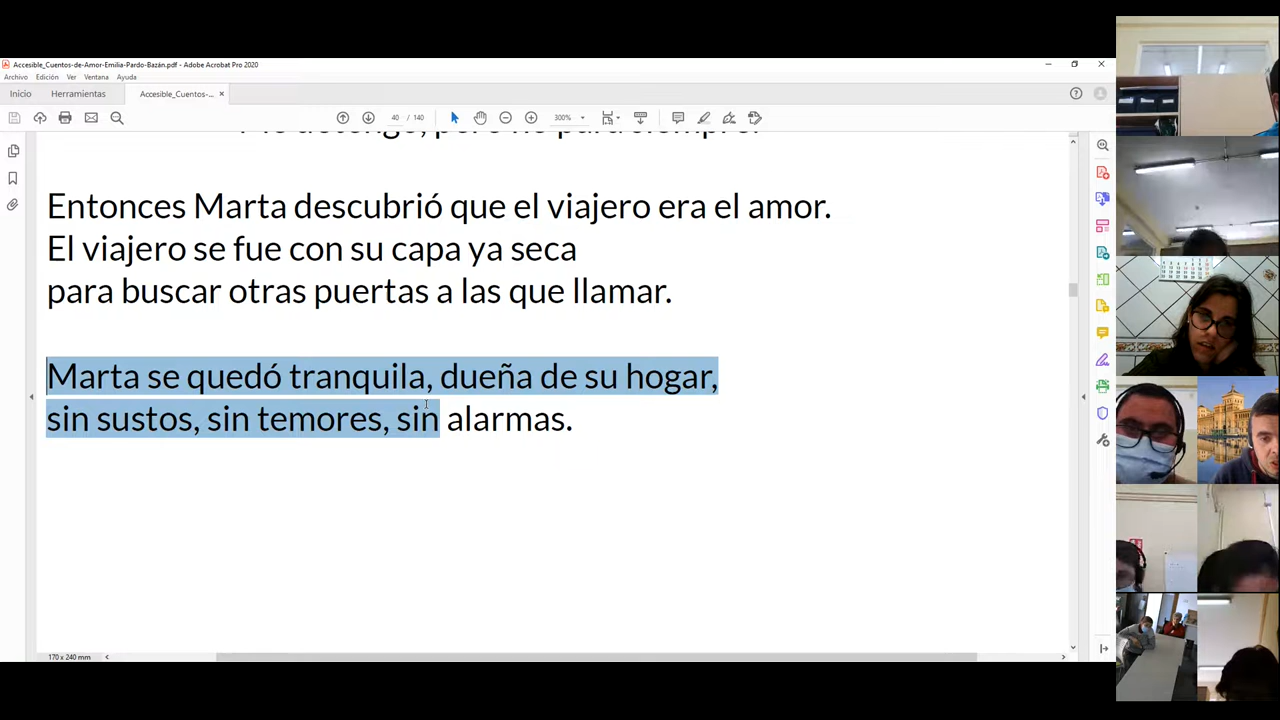 Accesible_Cuentos-de-Amor-Emilia-Pardo-Bazán.pdf - Adobe Acrobat Pro 2020
Archivo Edición Ver Ventana Ayuda
Inicio Herramientas Accesible_Cuentos-... ×
40 / 140 300%
Entonces Marta descubrió que el viajero era el amor.
El viajero se fue con su capa ya seca
para buscar otras puertas a las que llamar.
Marta se quedó tranquila, dueña de su hogar,
sin sustos, sin temores, sin alarmas.
170 x 240 mm